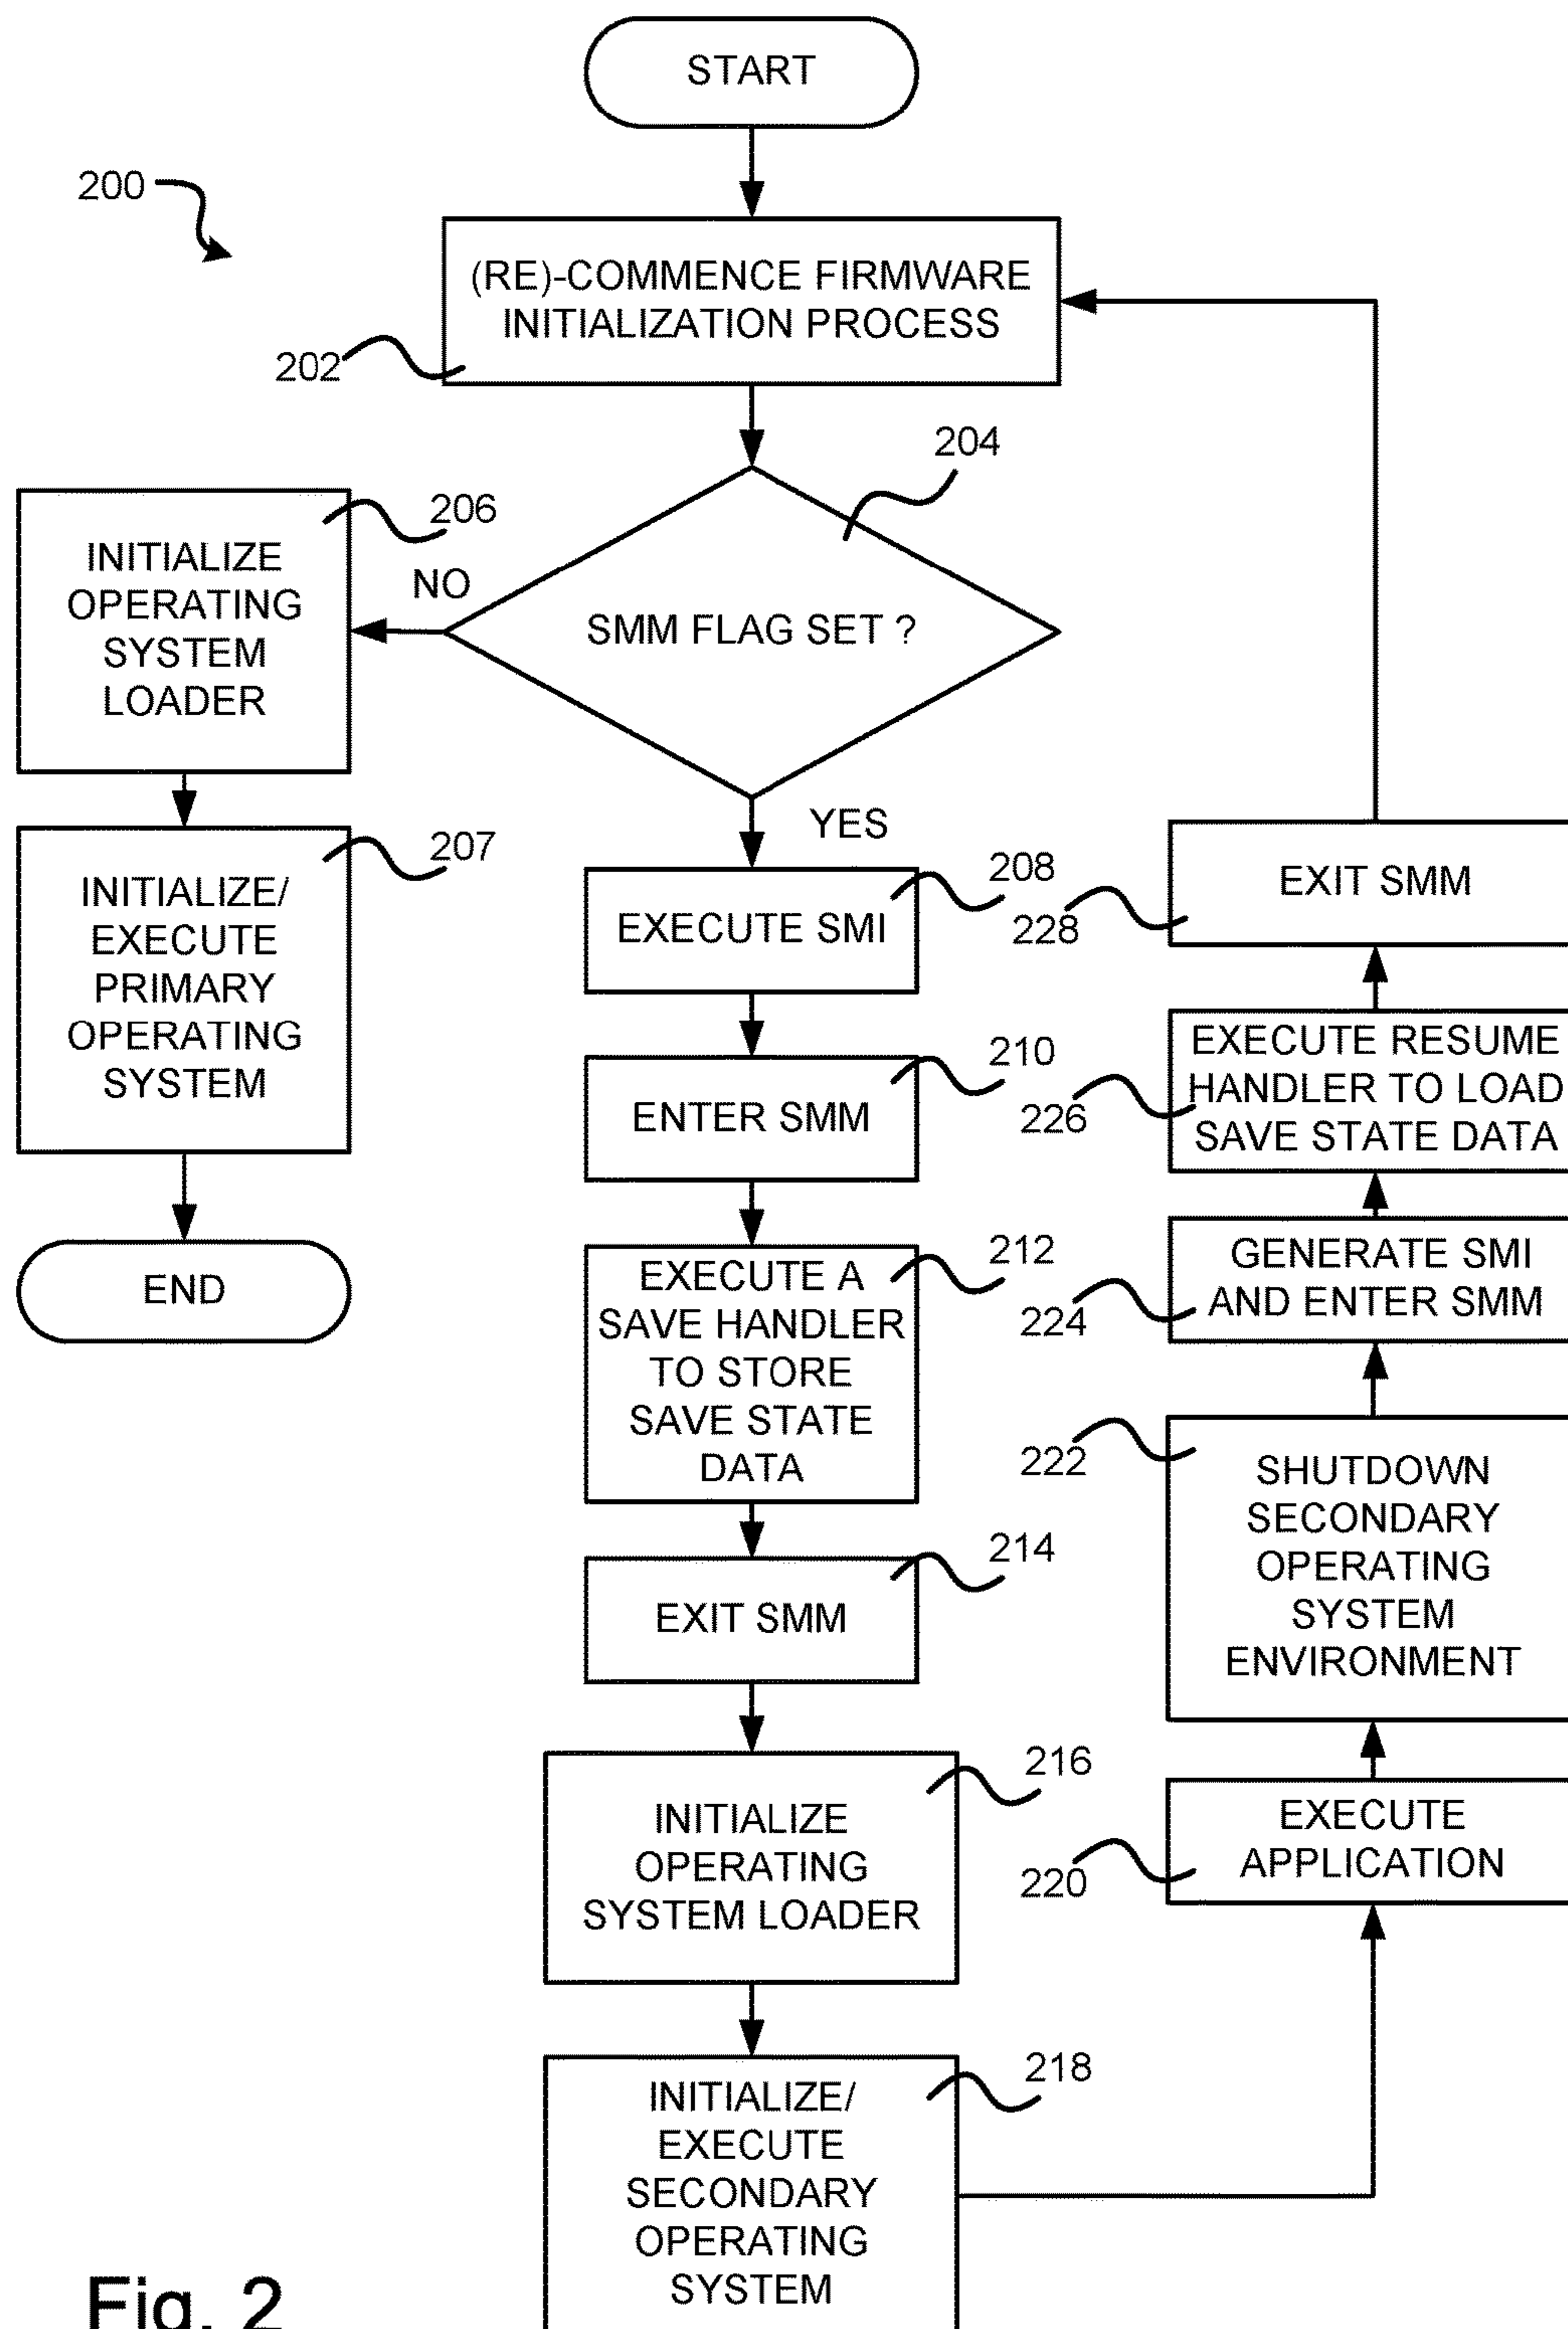 START
200
(RE)-COMMENCE FIRMWARE
INITIALIZATION PROCESS
202
204
SMM FLAG SET ?
NO
206
INITIALIZE
OPERATING
SYSTEM
LOADER
207
INITIALIZE/
EXECUTE
PRIMARY
OPERATING
SYSTEM
END
YES
208
EXECUTE SMI
210
ENTER SMM
212
EXECUTE A
SAVE HANDLER
TO STORE
SAVE STATE
DATA
214
EXIT SMM
216
INITIALIZE
OPERATING
SYSTEM LOADER
218
INITIALIZE/
EXECUTE
SECONDARY
OPERATING
SYSTEM
228
EXIT SMM
226
EXECUTE RESUME
HANDLER TO LOAD
SAVE STATE DATA
224
GENERATE SMI
AND ENTER SMM
222
SHUTDOWN
SECONDARY
OPERATING
SYSTEM
ENVIRONMENT
220
EXECUTE
APPLICATION
Fig. 2